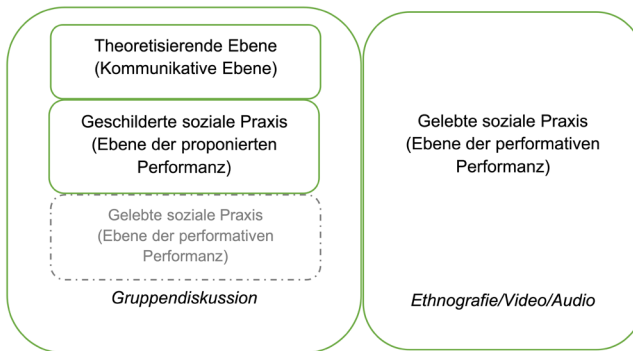 Theoretisierende Ebene
(Kommunikative Ebene)
Geschilderte soziale Praxis
(Ebene der proponierten
Performanz)
Gelebte soziale Praxis
(Ebene der performativen
Performanz)
Gruppendiskussion
Gelebte soziale Praxis
(Ebene der performativen
Performanz)
Ethnografie/Video/Audio